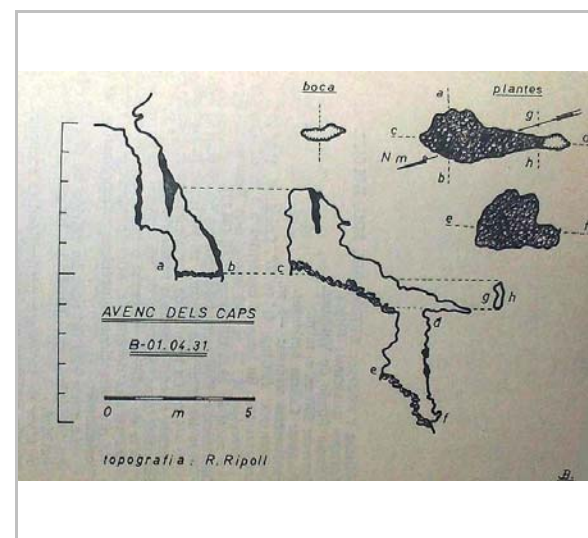 boca
plantes
a
g
c
d
N m
b
h
e
f
a
b
c
g
h
d
AVENC DELS CAPS
B-01.04.31
e
f
0 m 5
topografia: R. Ripoll